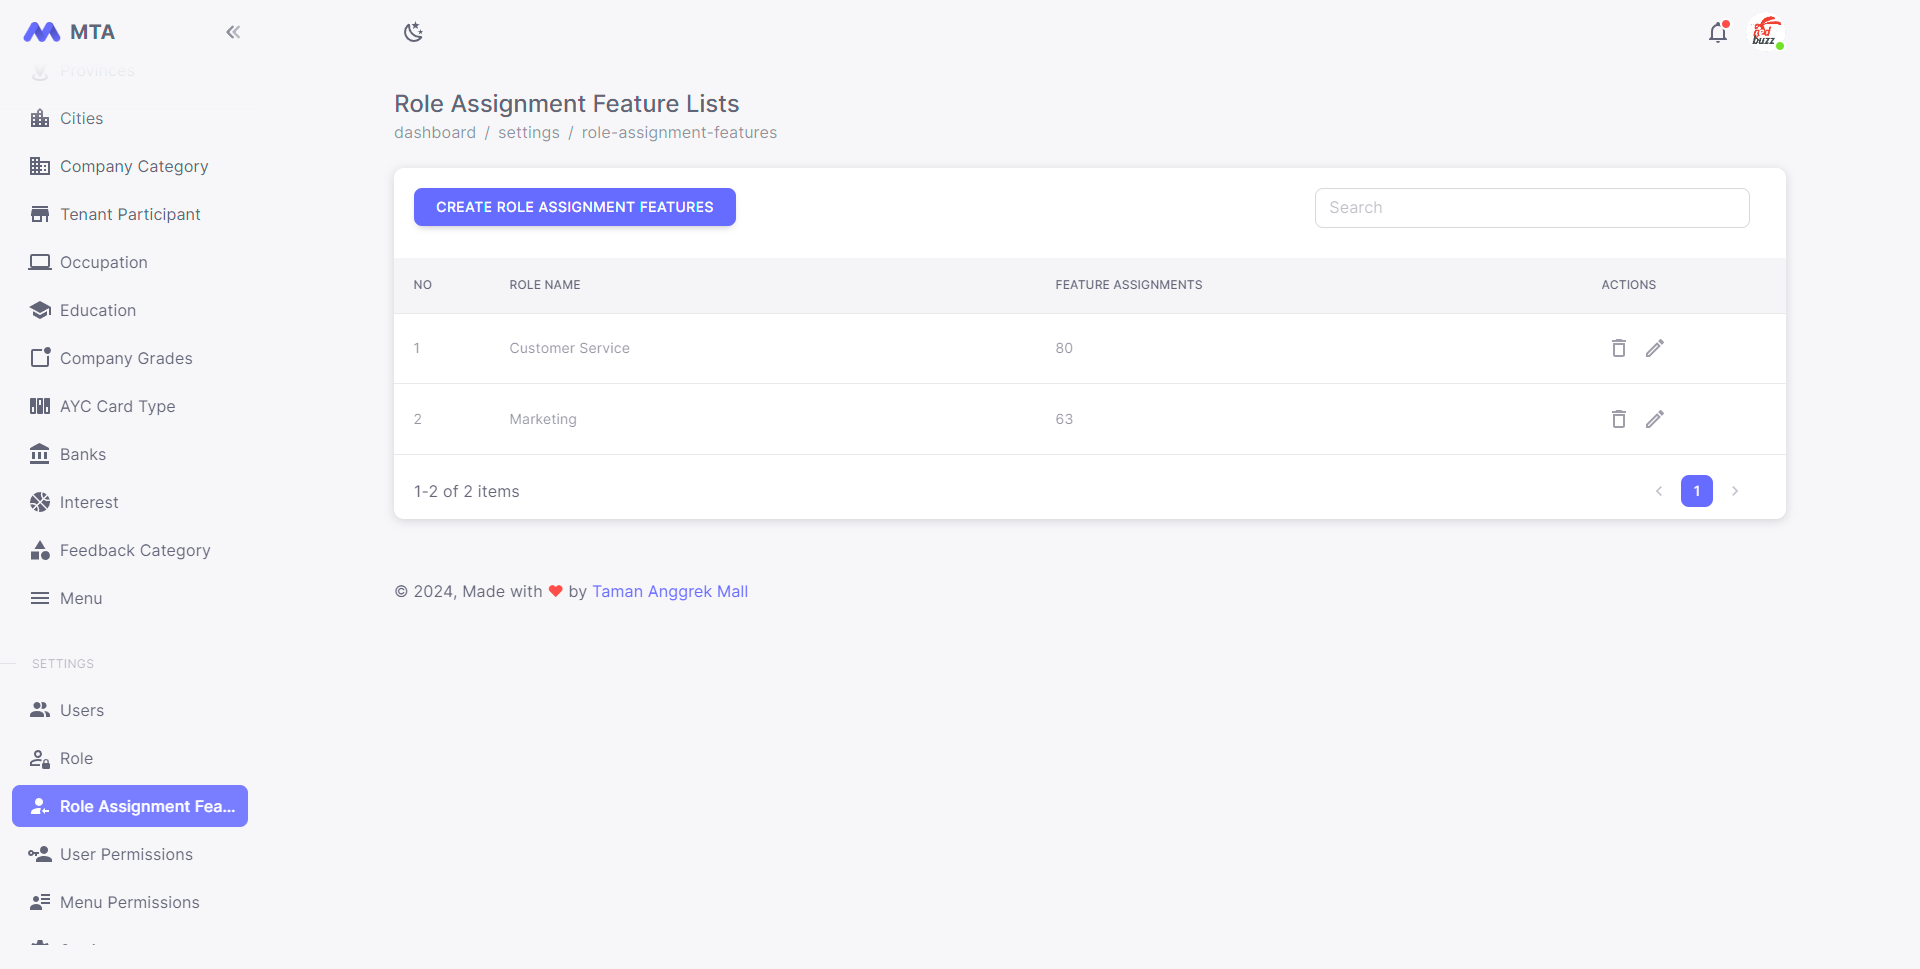 MTA
Provinces
Cities
Company Category
Tenant Participant
Occupation
Education
Company Grades
AYC Card Type
Banks
Interest
Feedback Category
Menu
SETTINGS
Users
Role
Role Assignment Fea...
User Permissions
Menu Permissions
buzz
Role Assignment Feature Lists
dashboard / settings / role-assignment-features
CREATE ROLE ASSIGNMENT FEATURES
Search
NO ROLE NAME FEATURE ASSIGNMENTS ACTIONS
1 Customer Service 80
2 Marketing 63
1-2 of 2 items
1
© 2024, Made with ❤ by Taman Anggrek Mall